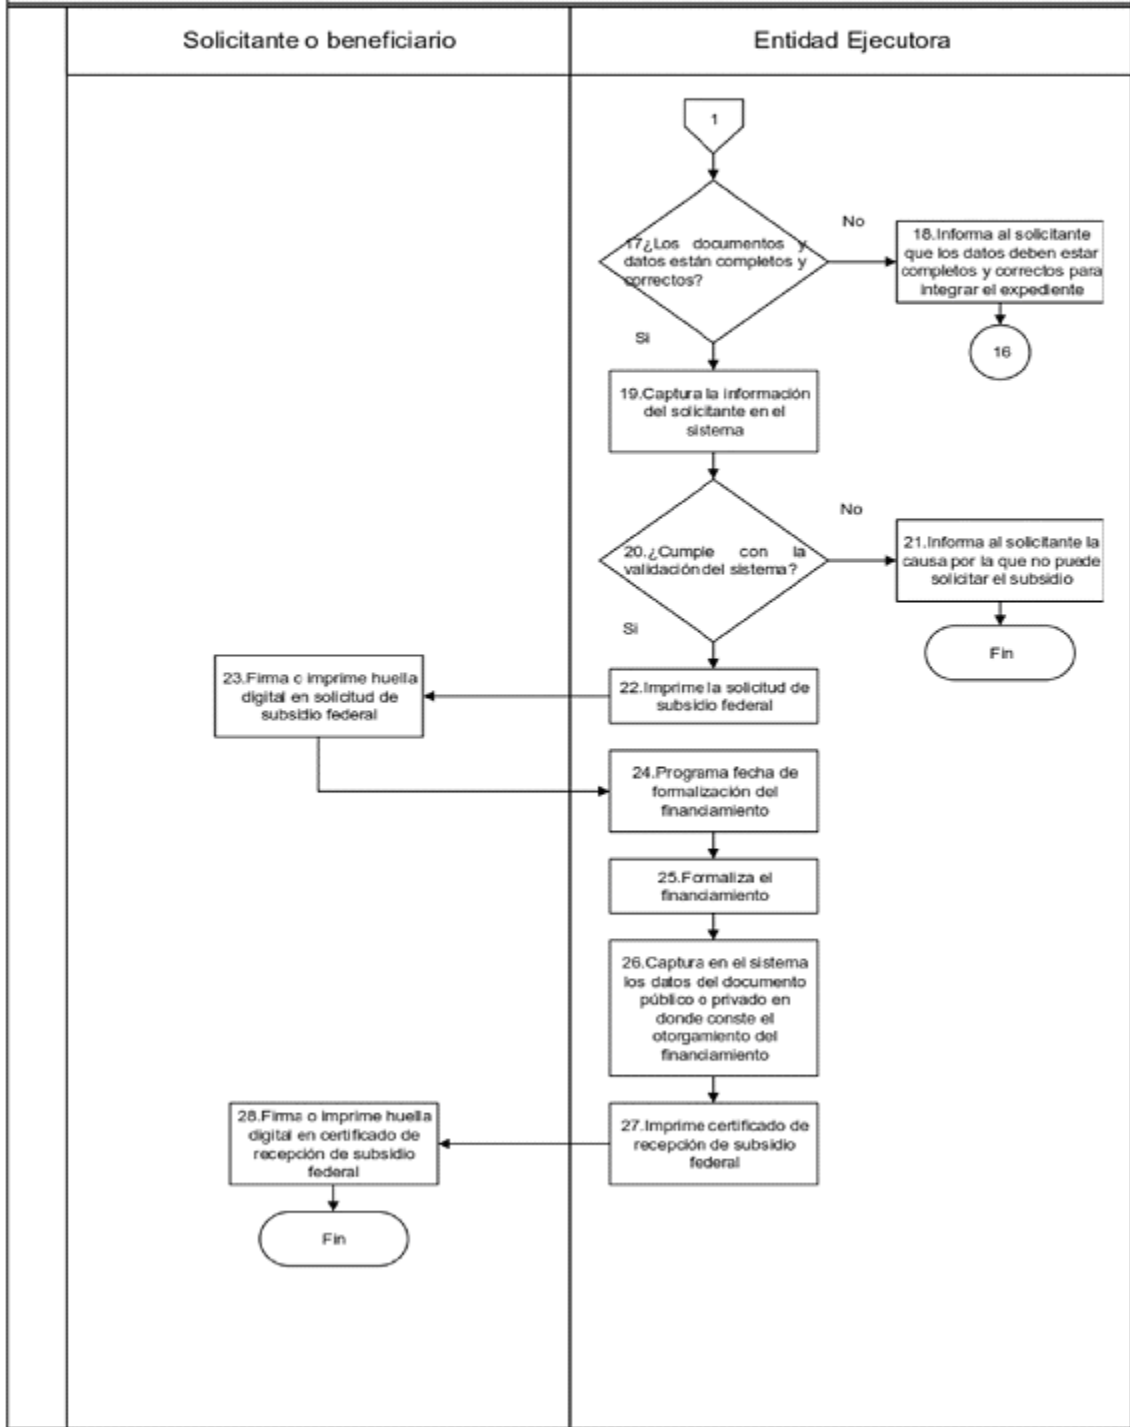 Solicitante o beneficiario
Entidad Ejecutora
1
17¿Los documentos y
datos están completos y
correctos?
No
18.Informa al solicitante
que los datos deben estar
completos y correctos para
integrar el expediente
16
Si
19.Captura la información
del solicitante en el
sistema
20.¿Cumple con la
validación del sistema?
No
21.Informa al solicitante la
causa por la que no puede
solicitar el subsidio
Fin
Si
22.Imprime la solicitud de
subsidio federal
23.Firma o imprime huella
digital en solicitud de
subsidio federal
24.Programa fecha de
formalización del
financiamiento
25.Formaliza el
financiamiento
26.Captura en el sistema
los datos del documento
público o privado en
donde conste el
otorgamiento del
financiamiento
27.Imprime certificado de
recepción de subsidio
federal
28.Firma o imprime huella
digital en certificado de
recepción de subsidio
federal
Fin